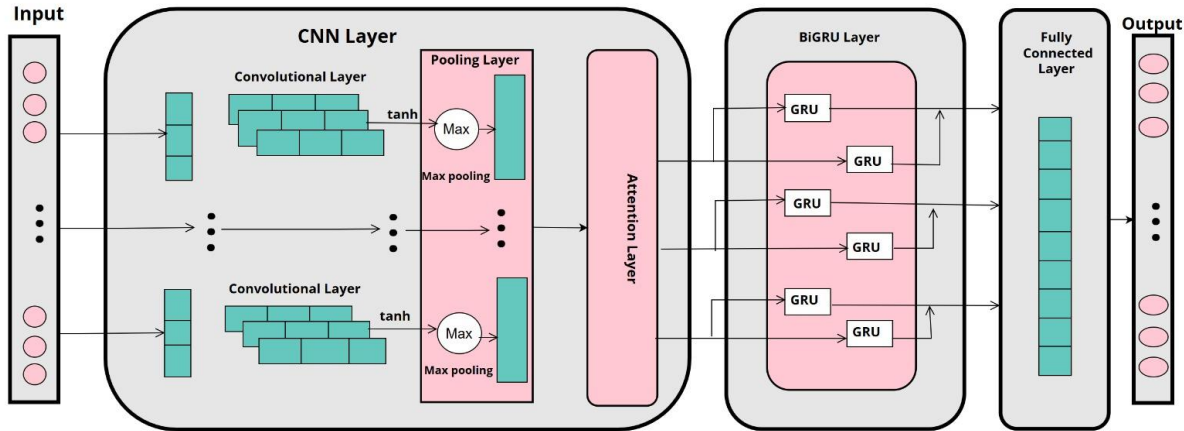 Input
CNN Layer
Convolutional Layer
tanh
Pooling Layer
Max
Max pooling
Convolutional Layer
tanh
Max
Max pooling
Attention Layer
BiGRU Layer
GRU
GRU
GRU
GRU
GRU
GRU
Fully
Connected
Layer
Output